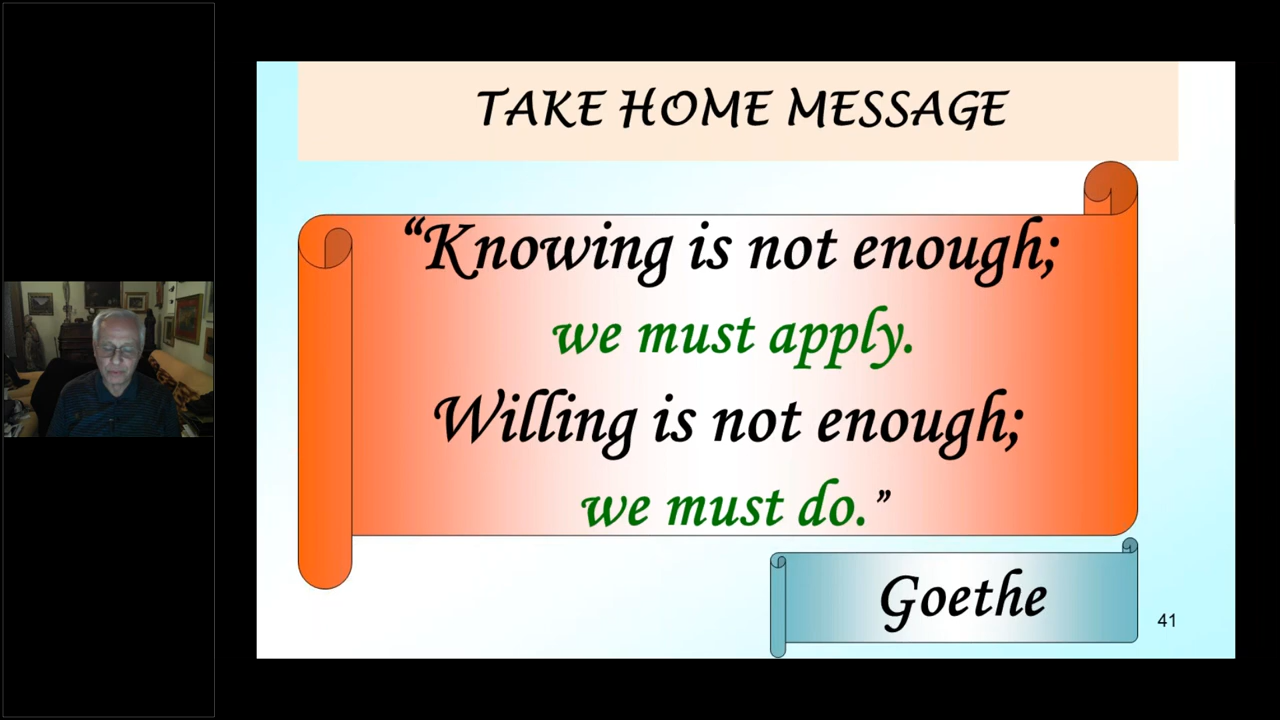 TAKE HOME MESSAGE
“Knowing is not enough;
we must apply.
Willing is not enough;
we must do.”
Goethe
41